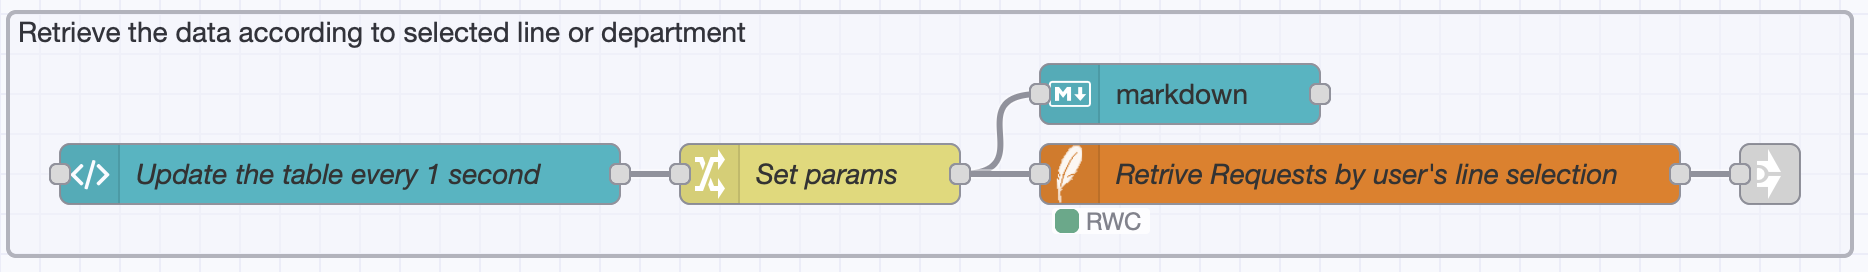 Retrieve the data according to selected line or department
M
markdown
</>
Update the table every 1 second
Set params
Retrive Requests by user's line selection
RWC